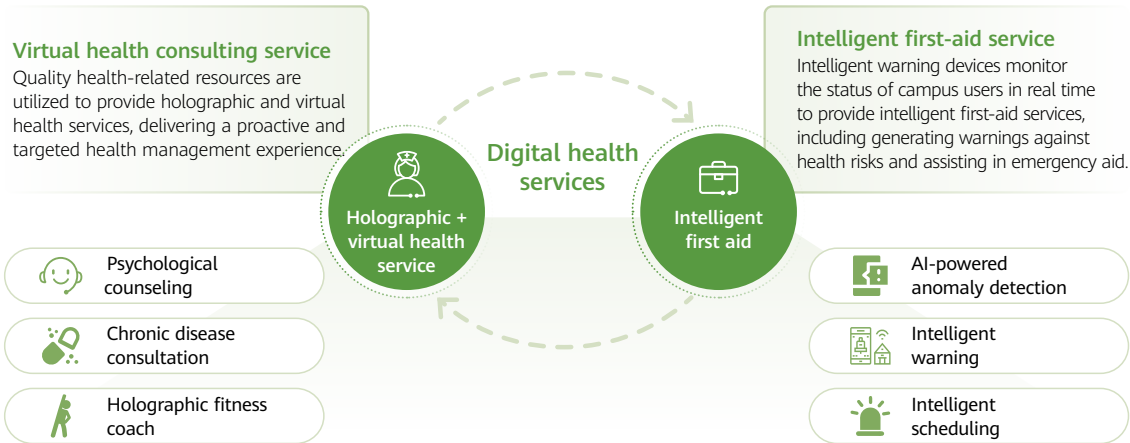 Virtual health consulting service
Quality health-related resources are
utilized to provide holographic and virtual
health services, delivering a proactive and
targeted health management experience.
Intelligent first-aid service
Intelligent warning devices monitor
the status of campus users in real time
to provide intelligent first-aid services,
including generating warnings against
health risks and assisting in emergency aid.
Digital health
services
Holographic +
virtual health
service
Intelligent
first aid
Psychological
counseling
Chronic disease
consultation
Holographic fitness
coach
AI-powered
anomaly detection
Intelligent
warning
Intelligent
scheduling